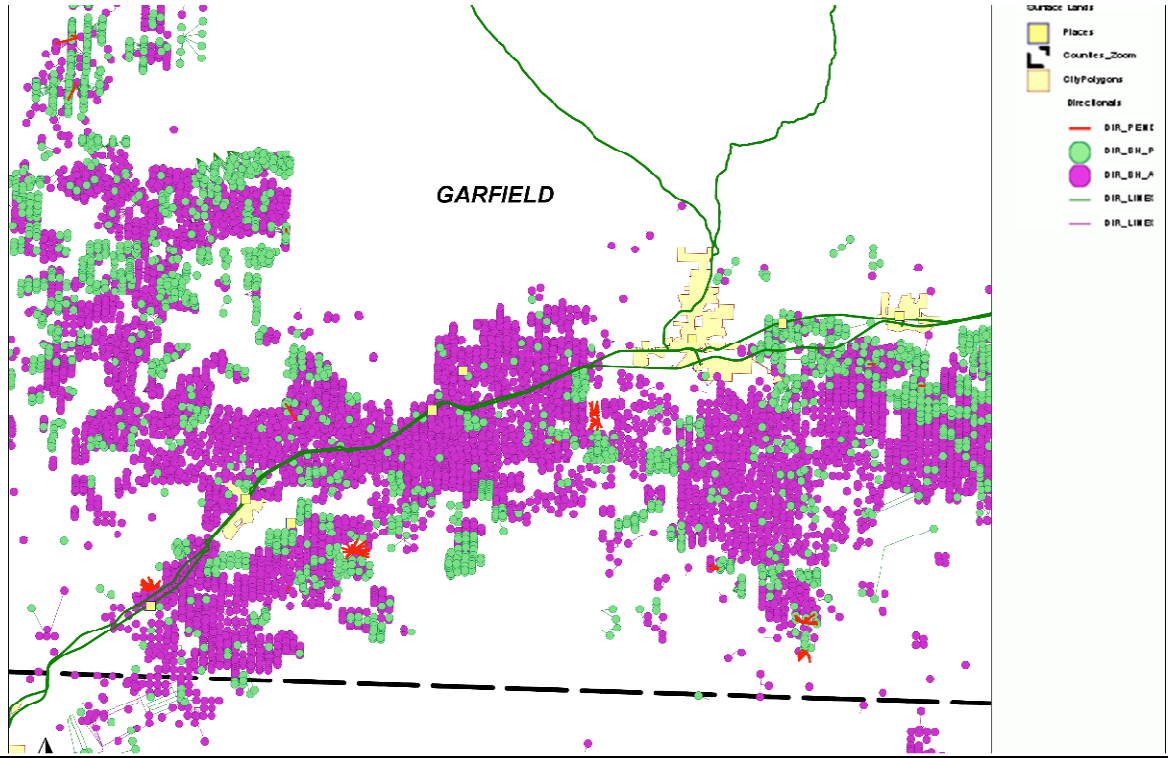 GARFIELD
Surface Lands
Places
Counties_Zoom
CityPolygons
Directionals
DIR_PEND
DIR_BH_P
DIR_BH_A
DIR_LINES
DIR_LINES